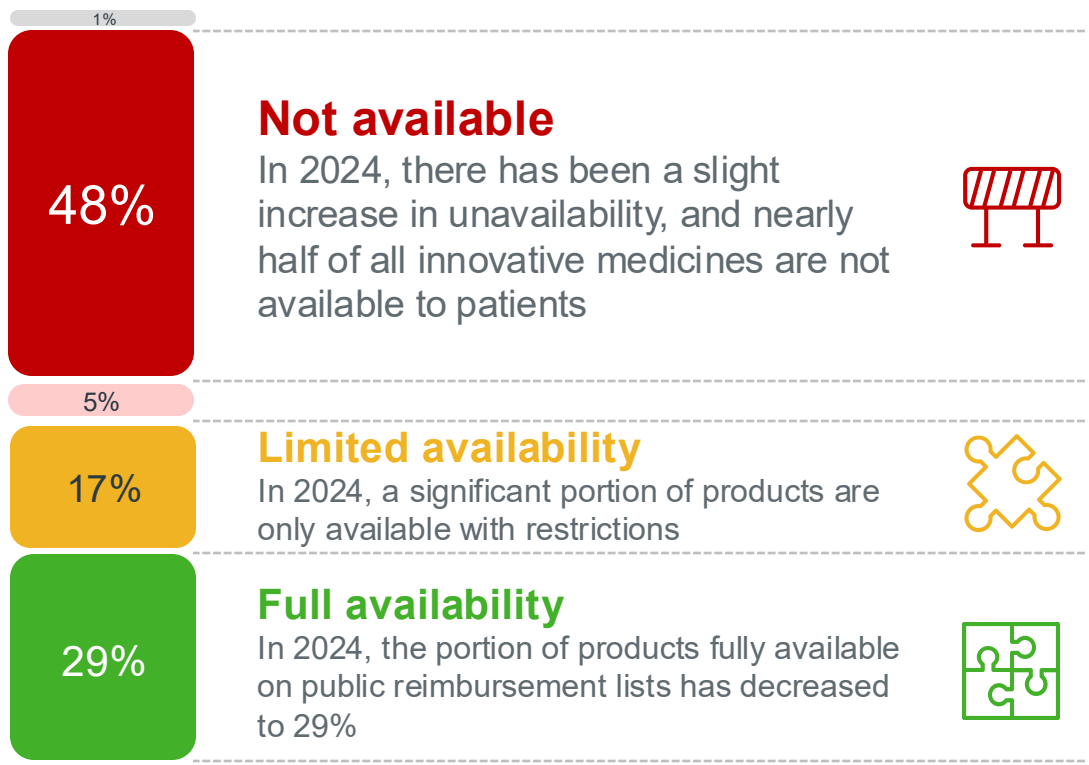 1%
48%
Not available
In 2024, there has been a slight
increase in unavailability, and nearly
half of all innovative medicines are not
available to patients
5%
17%
Limited availability
In 2024, a significant portion of products are
only available with restrictions
29%
Full availability
In 2024, the portion of products fully available
on public reimbursement lists has decreased
to 29%